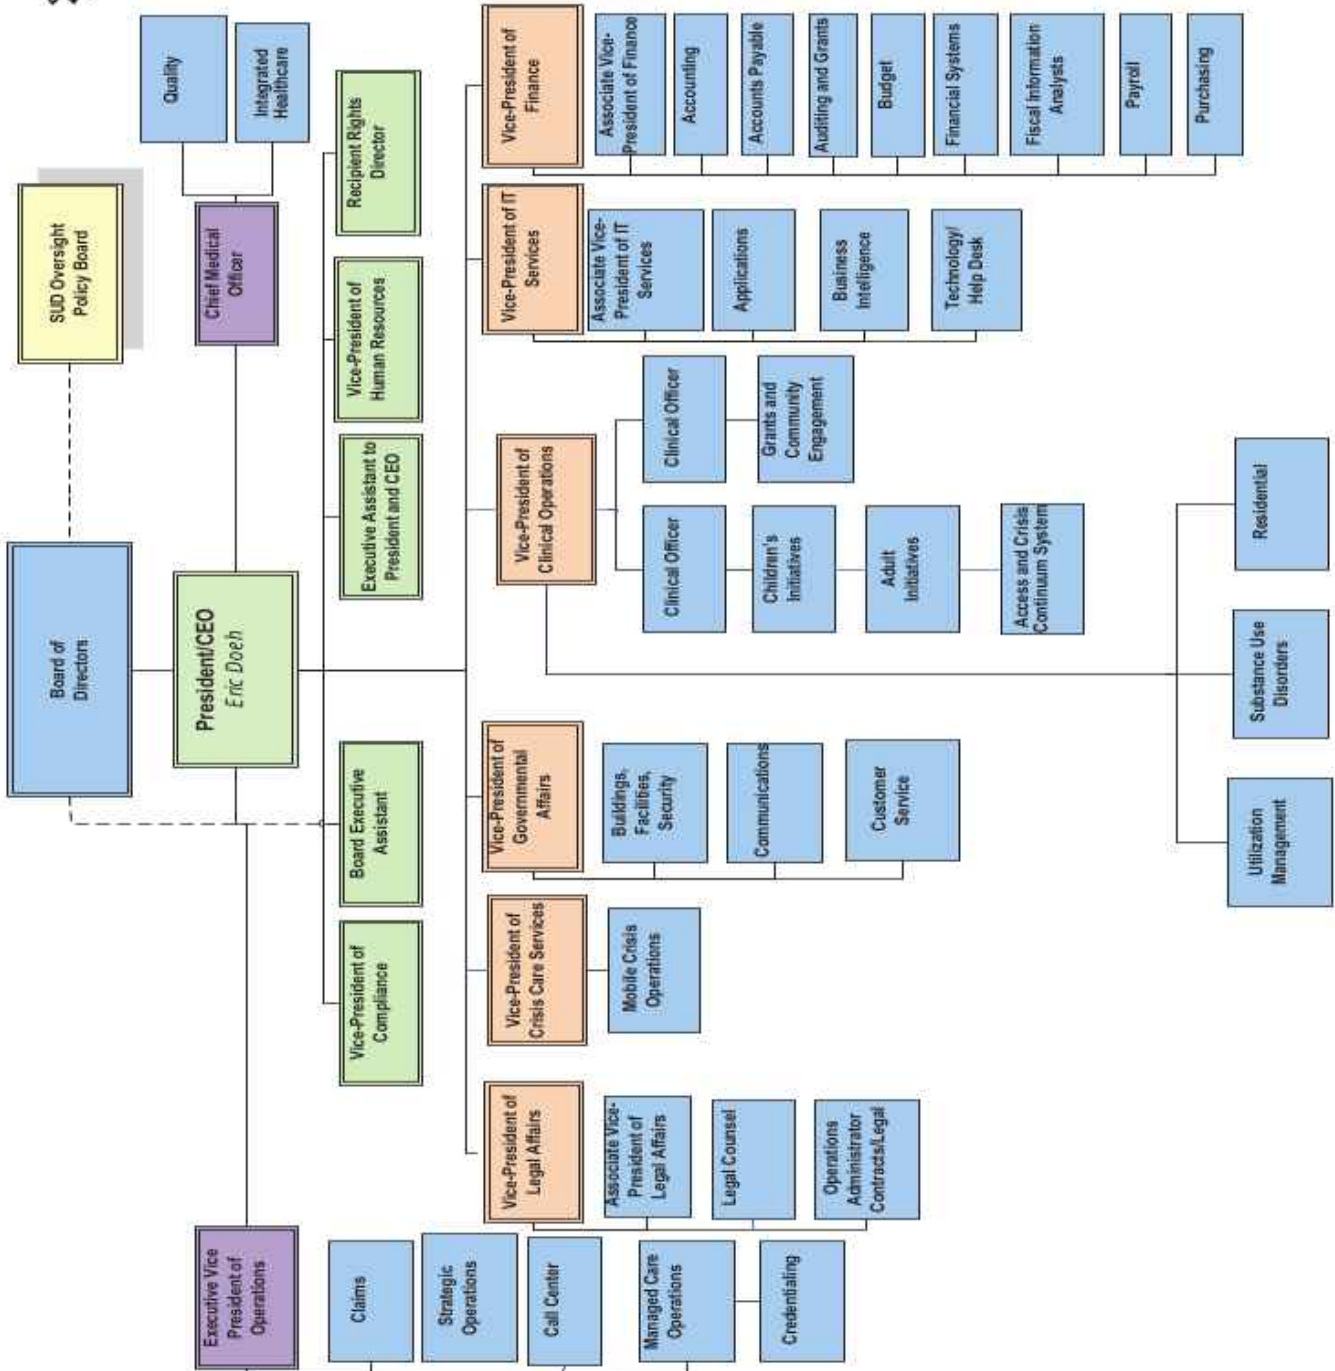 SUD Oversight
Policy Board
Board of
Directors
President/CEO
Eric Doeh
Quality
Integrated
Healthcare
Chief Medical
Officer
Executive Vice
President of
Operations
Vice-President of
Compliance
Board Executive
Assistant
Executive Assistant to
President and CEO
Vice-President of
Human Resources
Recipient Rights
Director
Claims
Strategic
Operations
Call Center
Managed Care
Operations
Credentialing
Vice-President of
Legal Affairs
Associate Vice-
President of
Legal Affairs
Legal Counsel
Operations
Administrator
Contracts/Legal
Vice-President of
Crisis Care Services
Mobile Crisis
Operations
Vice-President of
Governmental
Affairs
Buildings,
Facilities,
Security
Communications
Customer
Service
Vice-President of
Clinical Operations
Clinical Officer
Children's
Initiatives
Adult
Initiatives
Access and Crisis
Continuum System
Clinical Officer
Grants and
Community
Engagement
Utilization
Management
Substance Use
Disorders
Residential
Vice-President of IT
Services
Associate Vice-
President of IT
Services
Applications
Business
Intelligence
Technology/
Help Desk
Vice-President of
Finance
Associate Vice-
President of Finance
Accounting
Accounts Payable
Auditing and Grants
Budget
Financial Systems
Fiscal Information
Analysts
Payroll
Purchasing